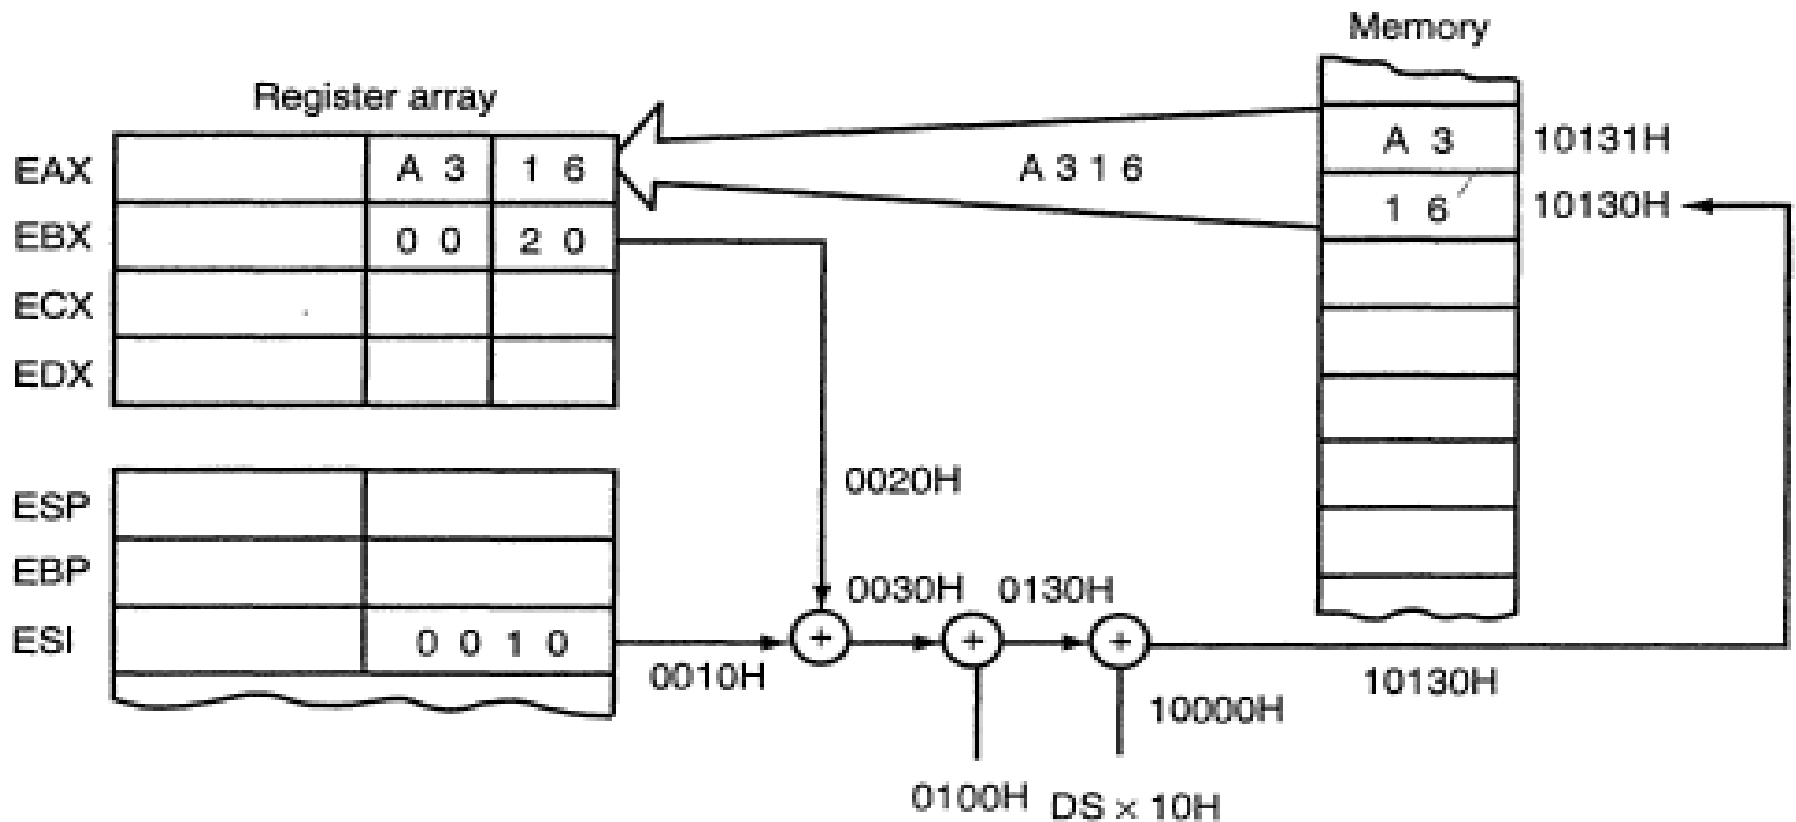 Memory
Register array
EAX A 3 1 6
EBX 0 0 2 0
ECX
EDX
A 3 1 6
A 3 10131H
1 6 10130H
ESP
EBP
ESI 0 0 1 0
0020H
0030H 0130H
+ + +
0010H
10000H
10130H
0100H DS × 10H